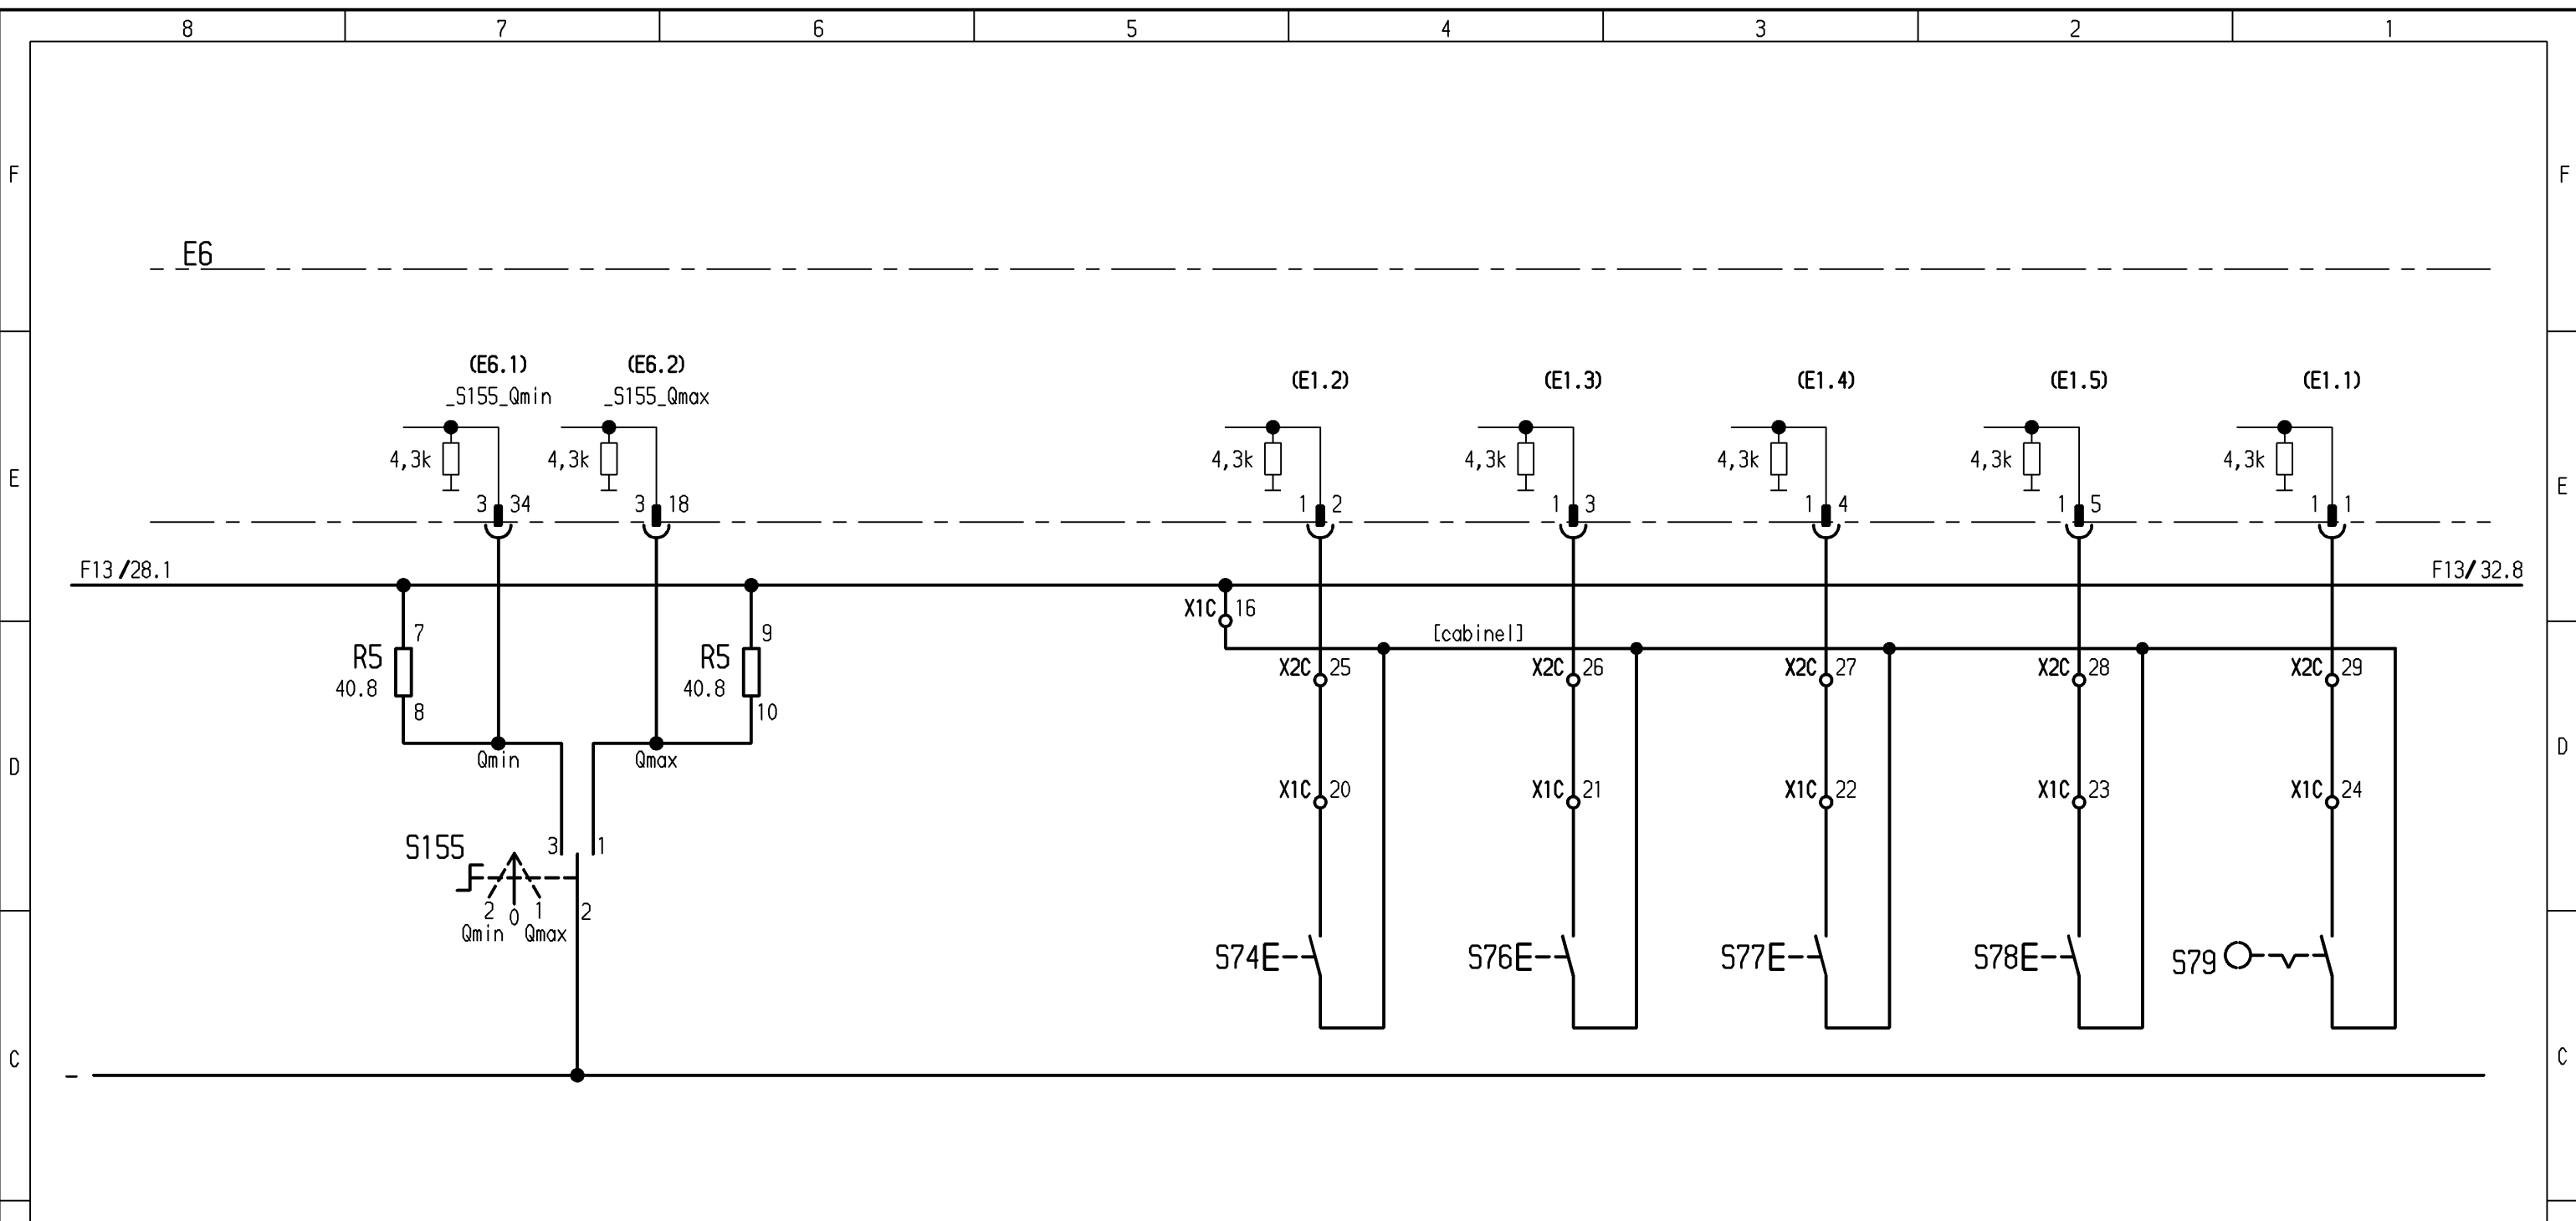 8 7 6 5 4 3 2 1
F F
E6
(E6.1) (E6.2)
(E1.2) (E1.3) (E1.4) (E1.5) (E1.1)
_S155_Qmin _S155_Qmax
4,3k 4,3k 4,3k 4,3k 4,3k 4,3k 4,3k
E E
3 34 3 18 1 2 1 3 1 4 1 5 1 1
F13/28.1 F13/32.8
X1C 16
7 9 [cabinel]
R5 R5 X2C 25 X2C 26 X2C 27 X2C 28 X2C 29
40.8 40.8
8 10
D D
Qmin Qmax
X1C 20 X1C 21 X1C 22 X1C 23 X1C 24
S155 3 1
2 0 1 2
Qmin Qmax
S74 S76 S77 S78 S79
C C
-